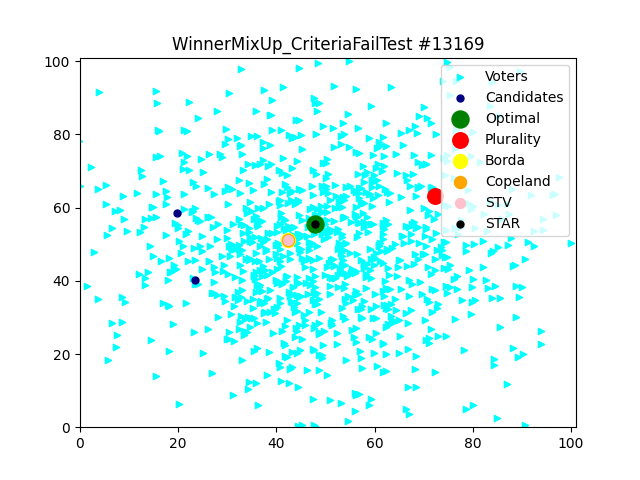 WinnerMixUp_CriteriaFailTest #13169
100
80
60
40
20
0
0
20
40
60
80
100
Voters
Candidates
Optimal
Plurality
Borda
Copeland
STV
STAR